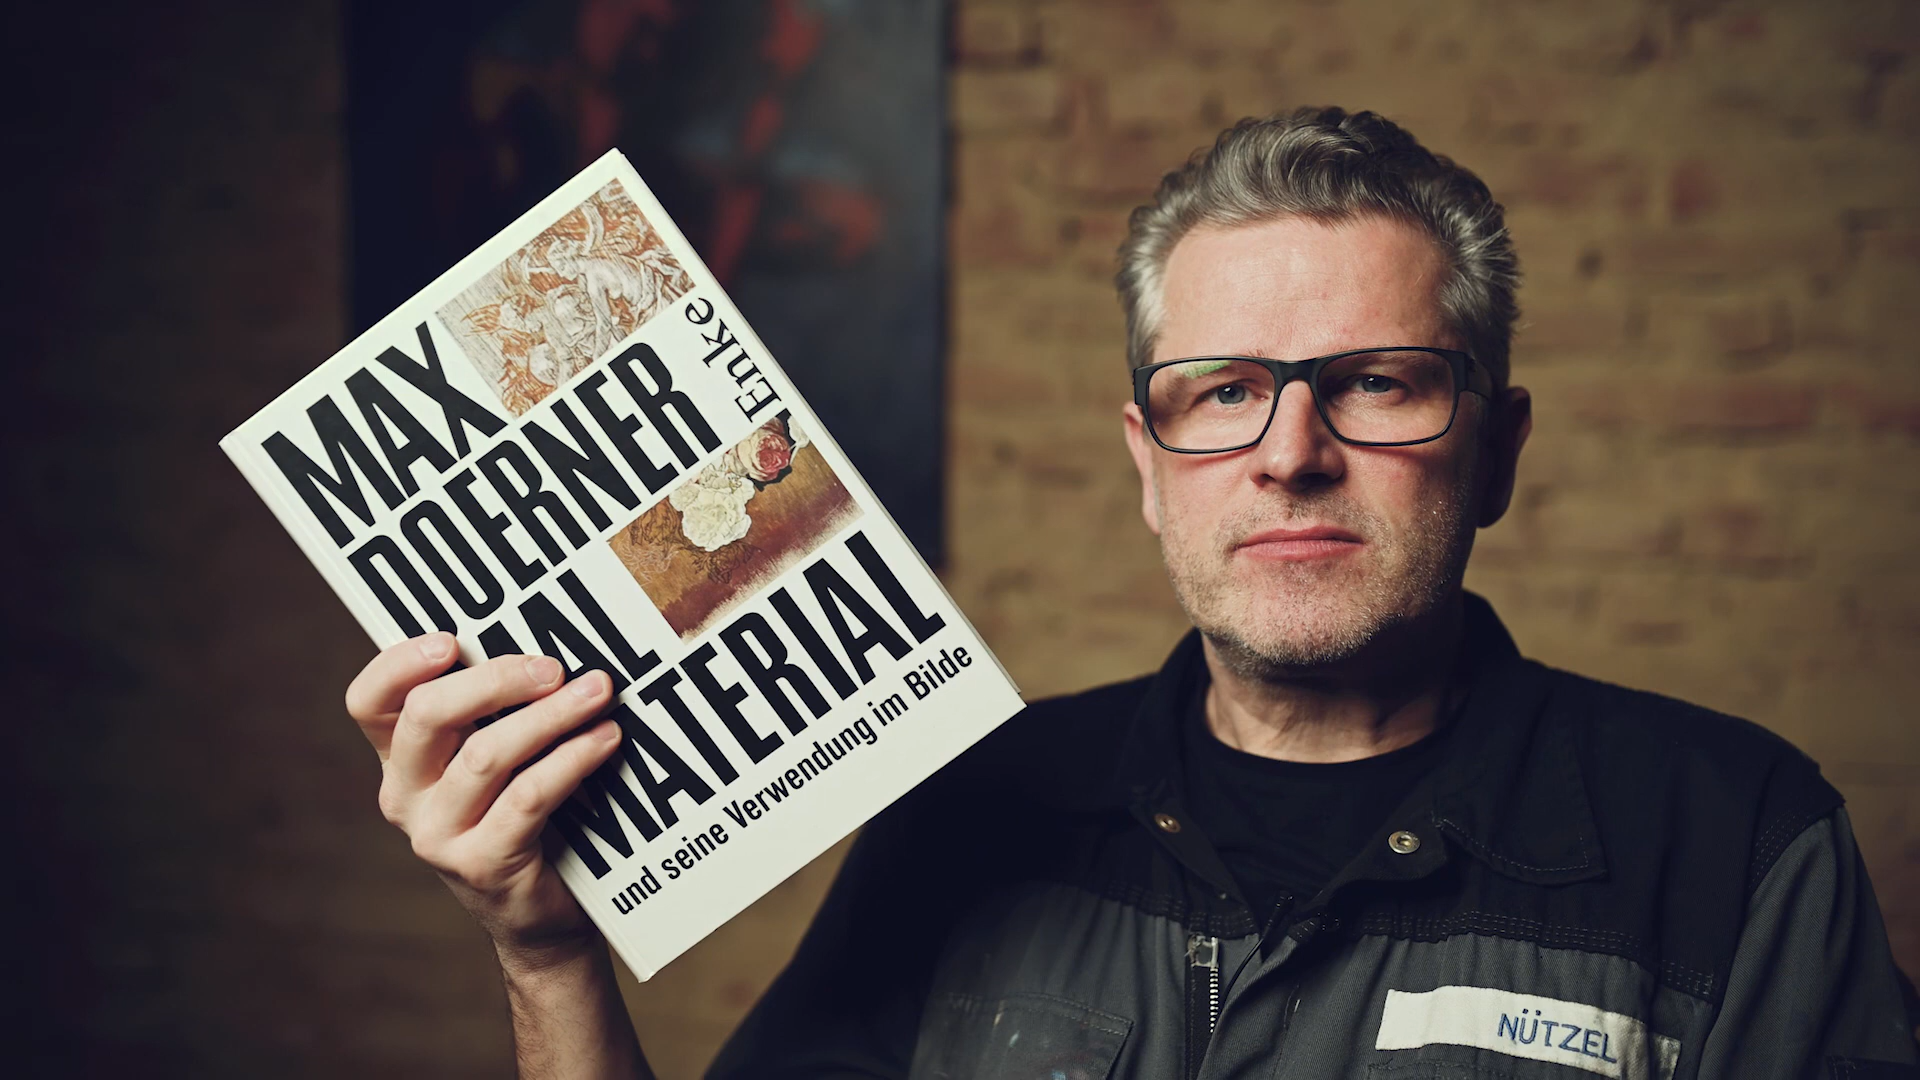 MAX
DOERNER
Enke
MAL
MATERIAL
und seine Verwendung im Bilde
NÜTZEL